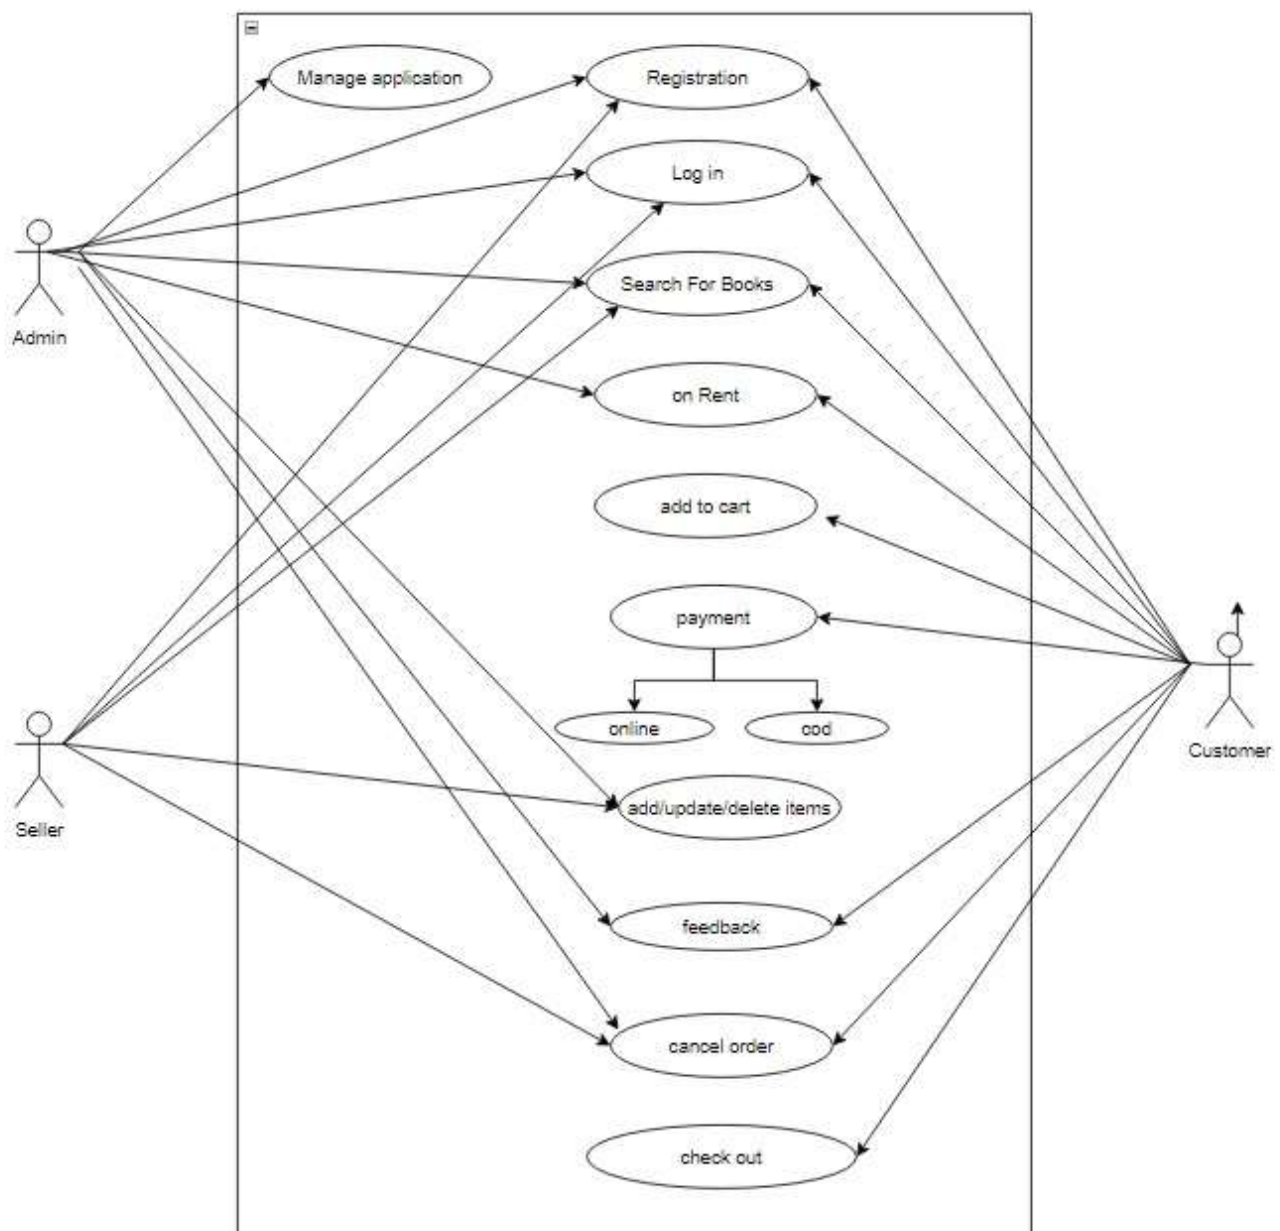 Manage application
Registration
Log in
Search For Books
Admin
on Rent
add to cart
payment
online
cod
Customer
add/update/delete items
Seller
feedback
cancel order
check out